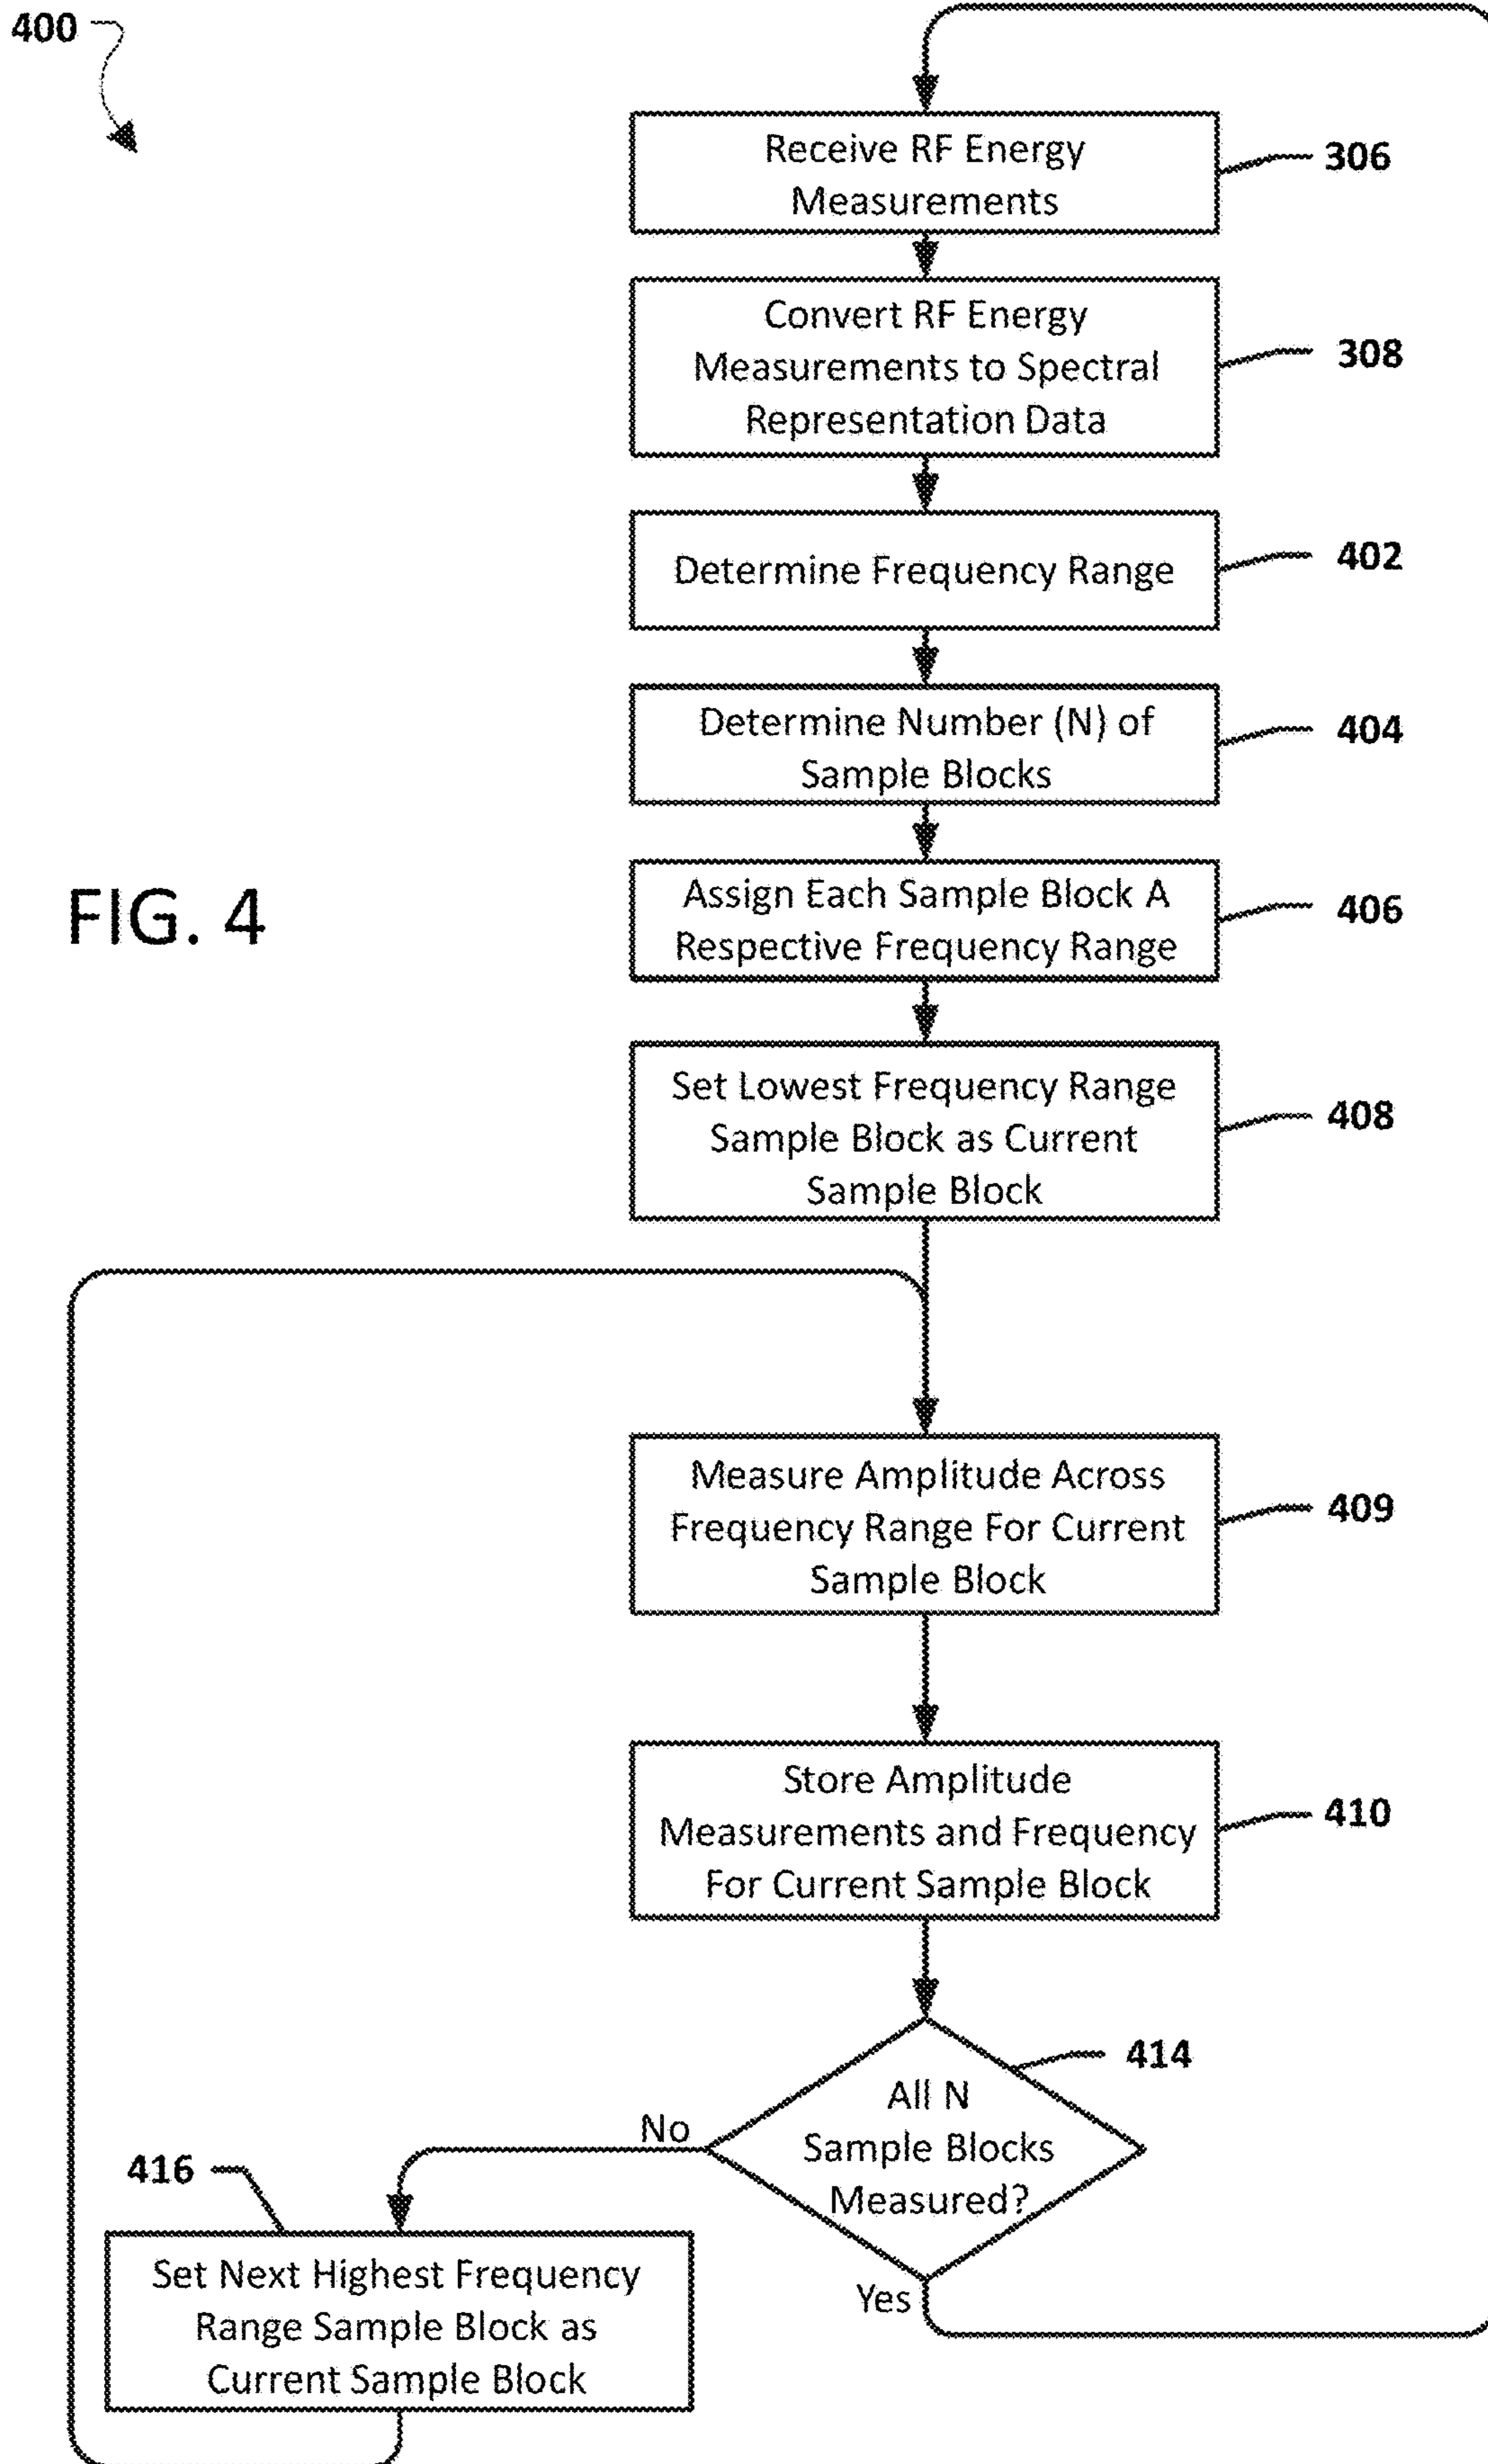 400
Receive RF Energy
Measurements
306
Convert RF Energy
Measurements to Spectral
Representation Data
308
Determine Frequency Range
402
Determine Number (N) of
Sample Blocks
404
FIG. 4
Assign Each Sample Block A
Respective Frequency Range
406
Set Lowest Frequency Range
Sample Block as Current
Sample Block
408
Measure Amplitude Across
Frequency Range For Current
Sample Block
409
Store Amplitude
Measurements and Frequency
For Current Sample Block
410
All N
Sample Blocks
Measured?
414
No
Yes
416
Set Next Highest Frequency
Range Sample Block as
Current Sample Block